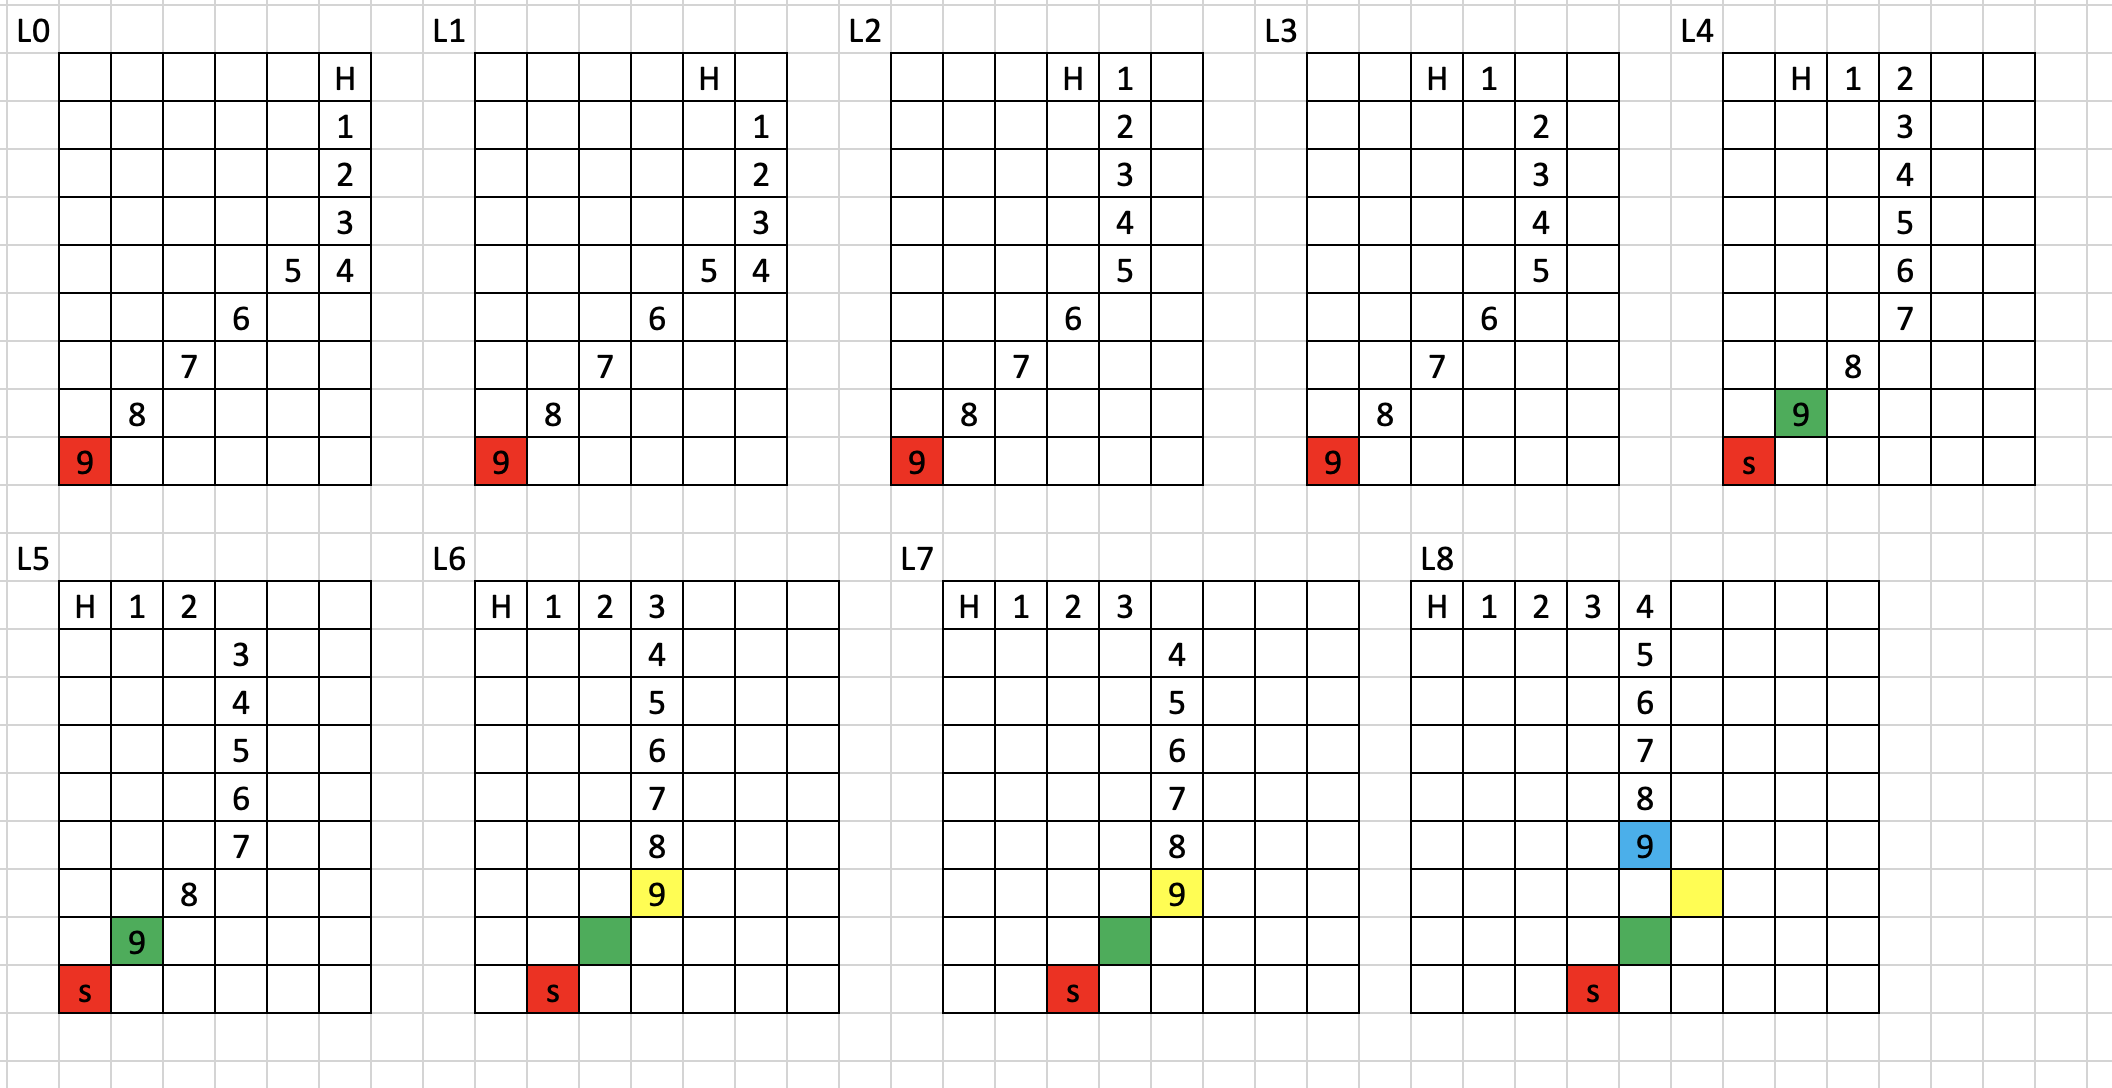 L0 L1 L2 L3 L4
H H H 1 H 1 H 1 2
1 1 2 2 3
2 2 3 3 4
3 3 4 4 5
5 4 5 4 5 5 6
6 6 6 6 7
7 7 7 7 8
8 8 8 8 9
9 9 9 9 s
L5 L6 L7 L8
H 1 2 H 1 2 3 H 1 2 3 H 1 2 3 4
3 4 4 5
4 5 5 6
5 6 6 7
6 7 7 8
7 8 8 9
8 9 9
9
s s s s